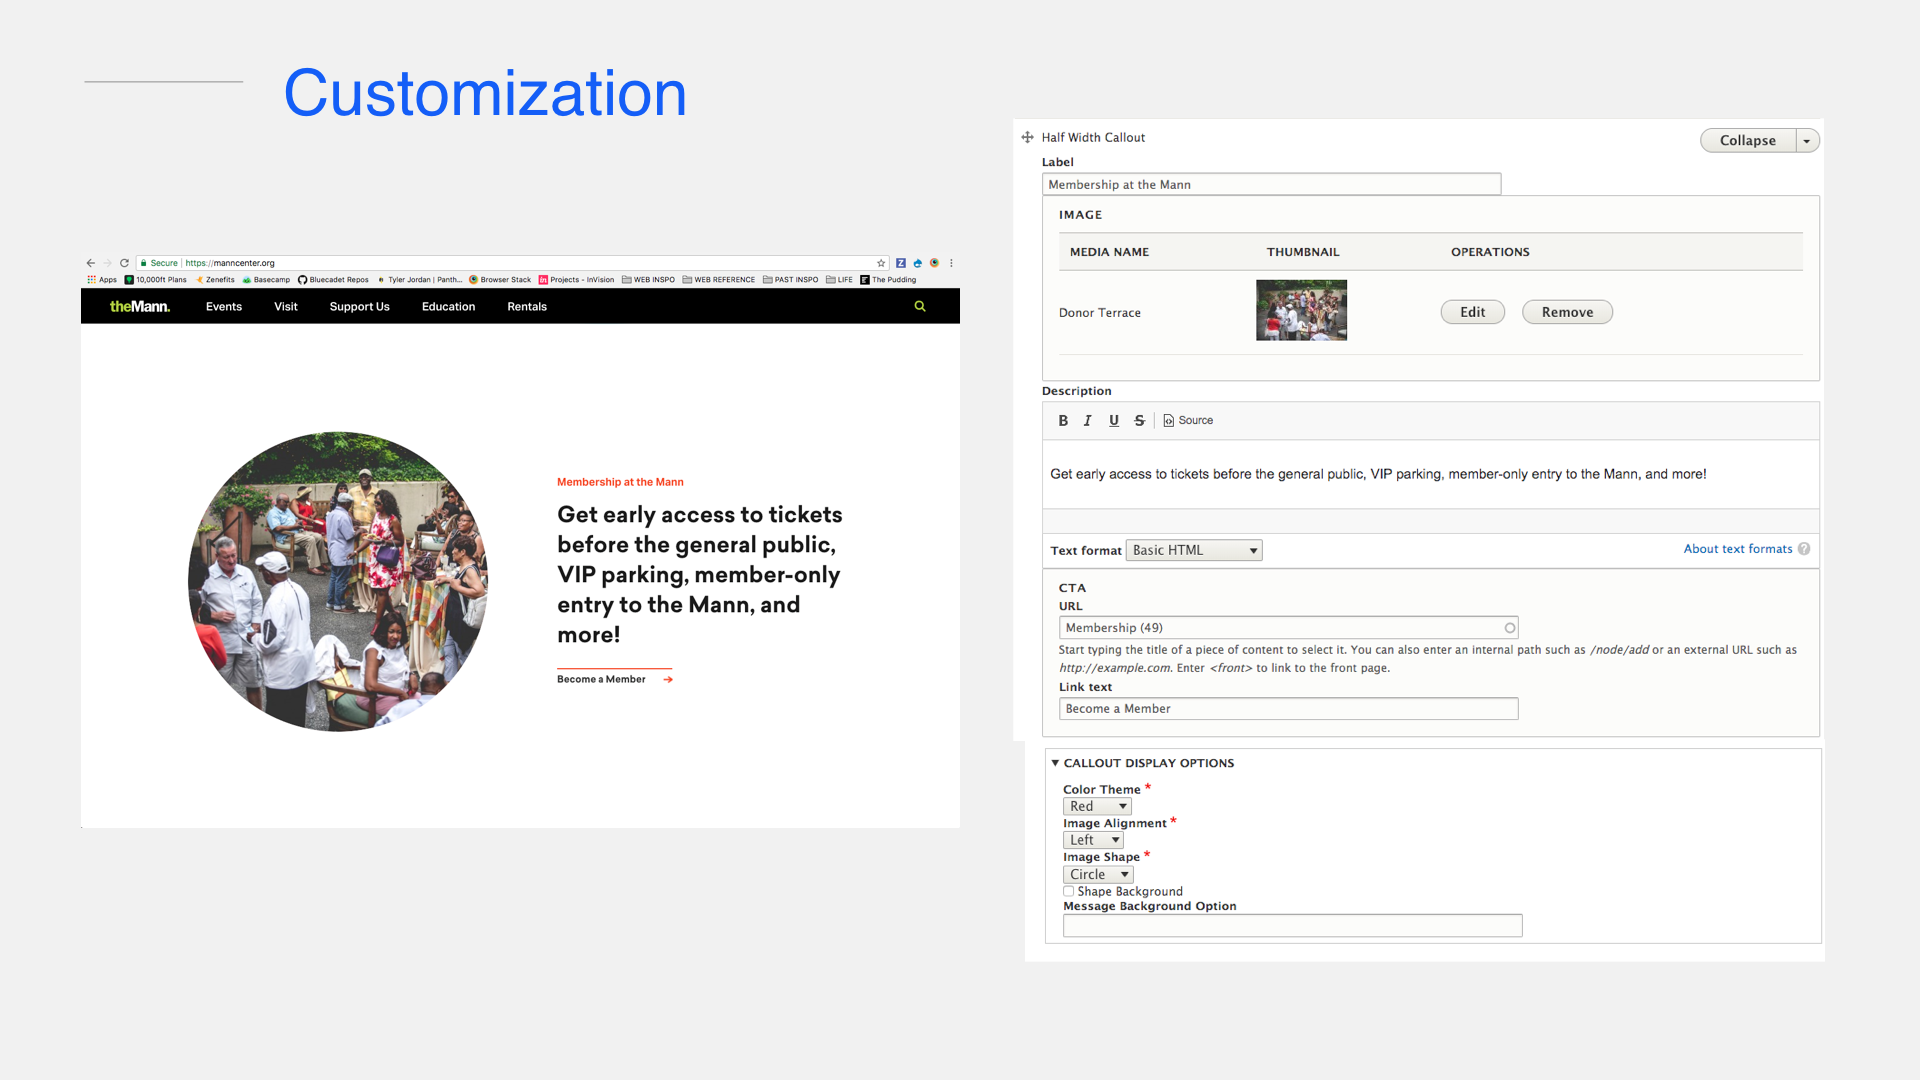 Customization
Secure https://manncenter.org
Apps 10,000ft Plans Zenefits Basecamp Bluecadet Repos Tyler Jordan | Panth... Browser Stack Projects - InVision WEB INSPO WEB REFERENCE PAST INSPO LIFE The Pudding
theMann. Events Visit Support Us Education Rentals
Membership at the Mann
Get early access to tickets
before the general public,
VIP parking, member-only
entry to the Mann, and
more!
Become a Member
Half Width Callout
Collapse
Label
Membership at the Mann
IMAGE
MEDIA NAME THUMBNAIL OPERATIONS
Donor Terrace Edit Remove
Description
B I U S Source
Get early access to tickets before the general public, VIP parking, member-only entry to the Mann, and more!
Text format Basic HTML About text formats ?
CTA
URL
Membership (49)
Start typing the title of a piece of content to select it. You can also enter an internal path such as /node/add or an external URL such as
http://example.com. Enter <front> to link to the front page.
Link text
Become a Member
CALLOUT DISPLAY OPTIONS
Color Theme *
Red
Image Alignment *
Left
Image Shape *
Circle
Shape Background
Message Background Option